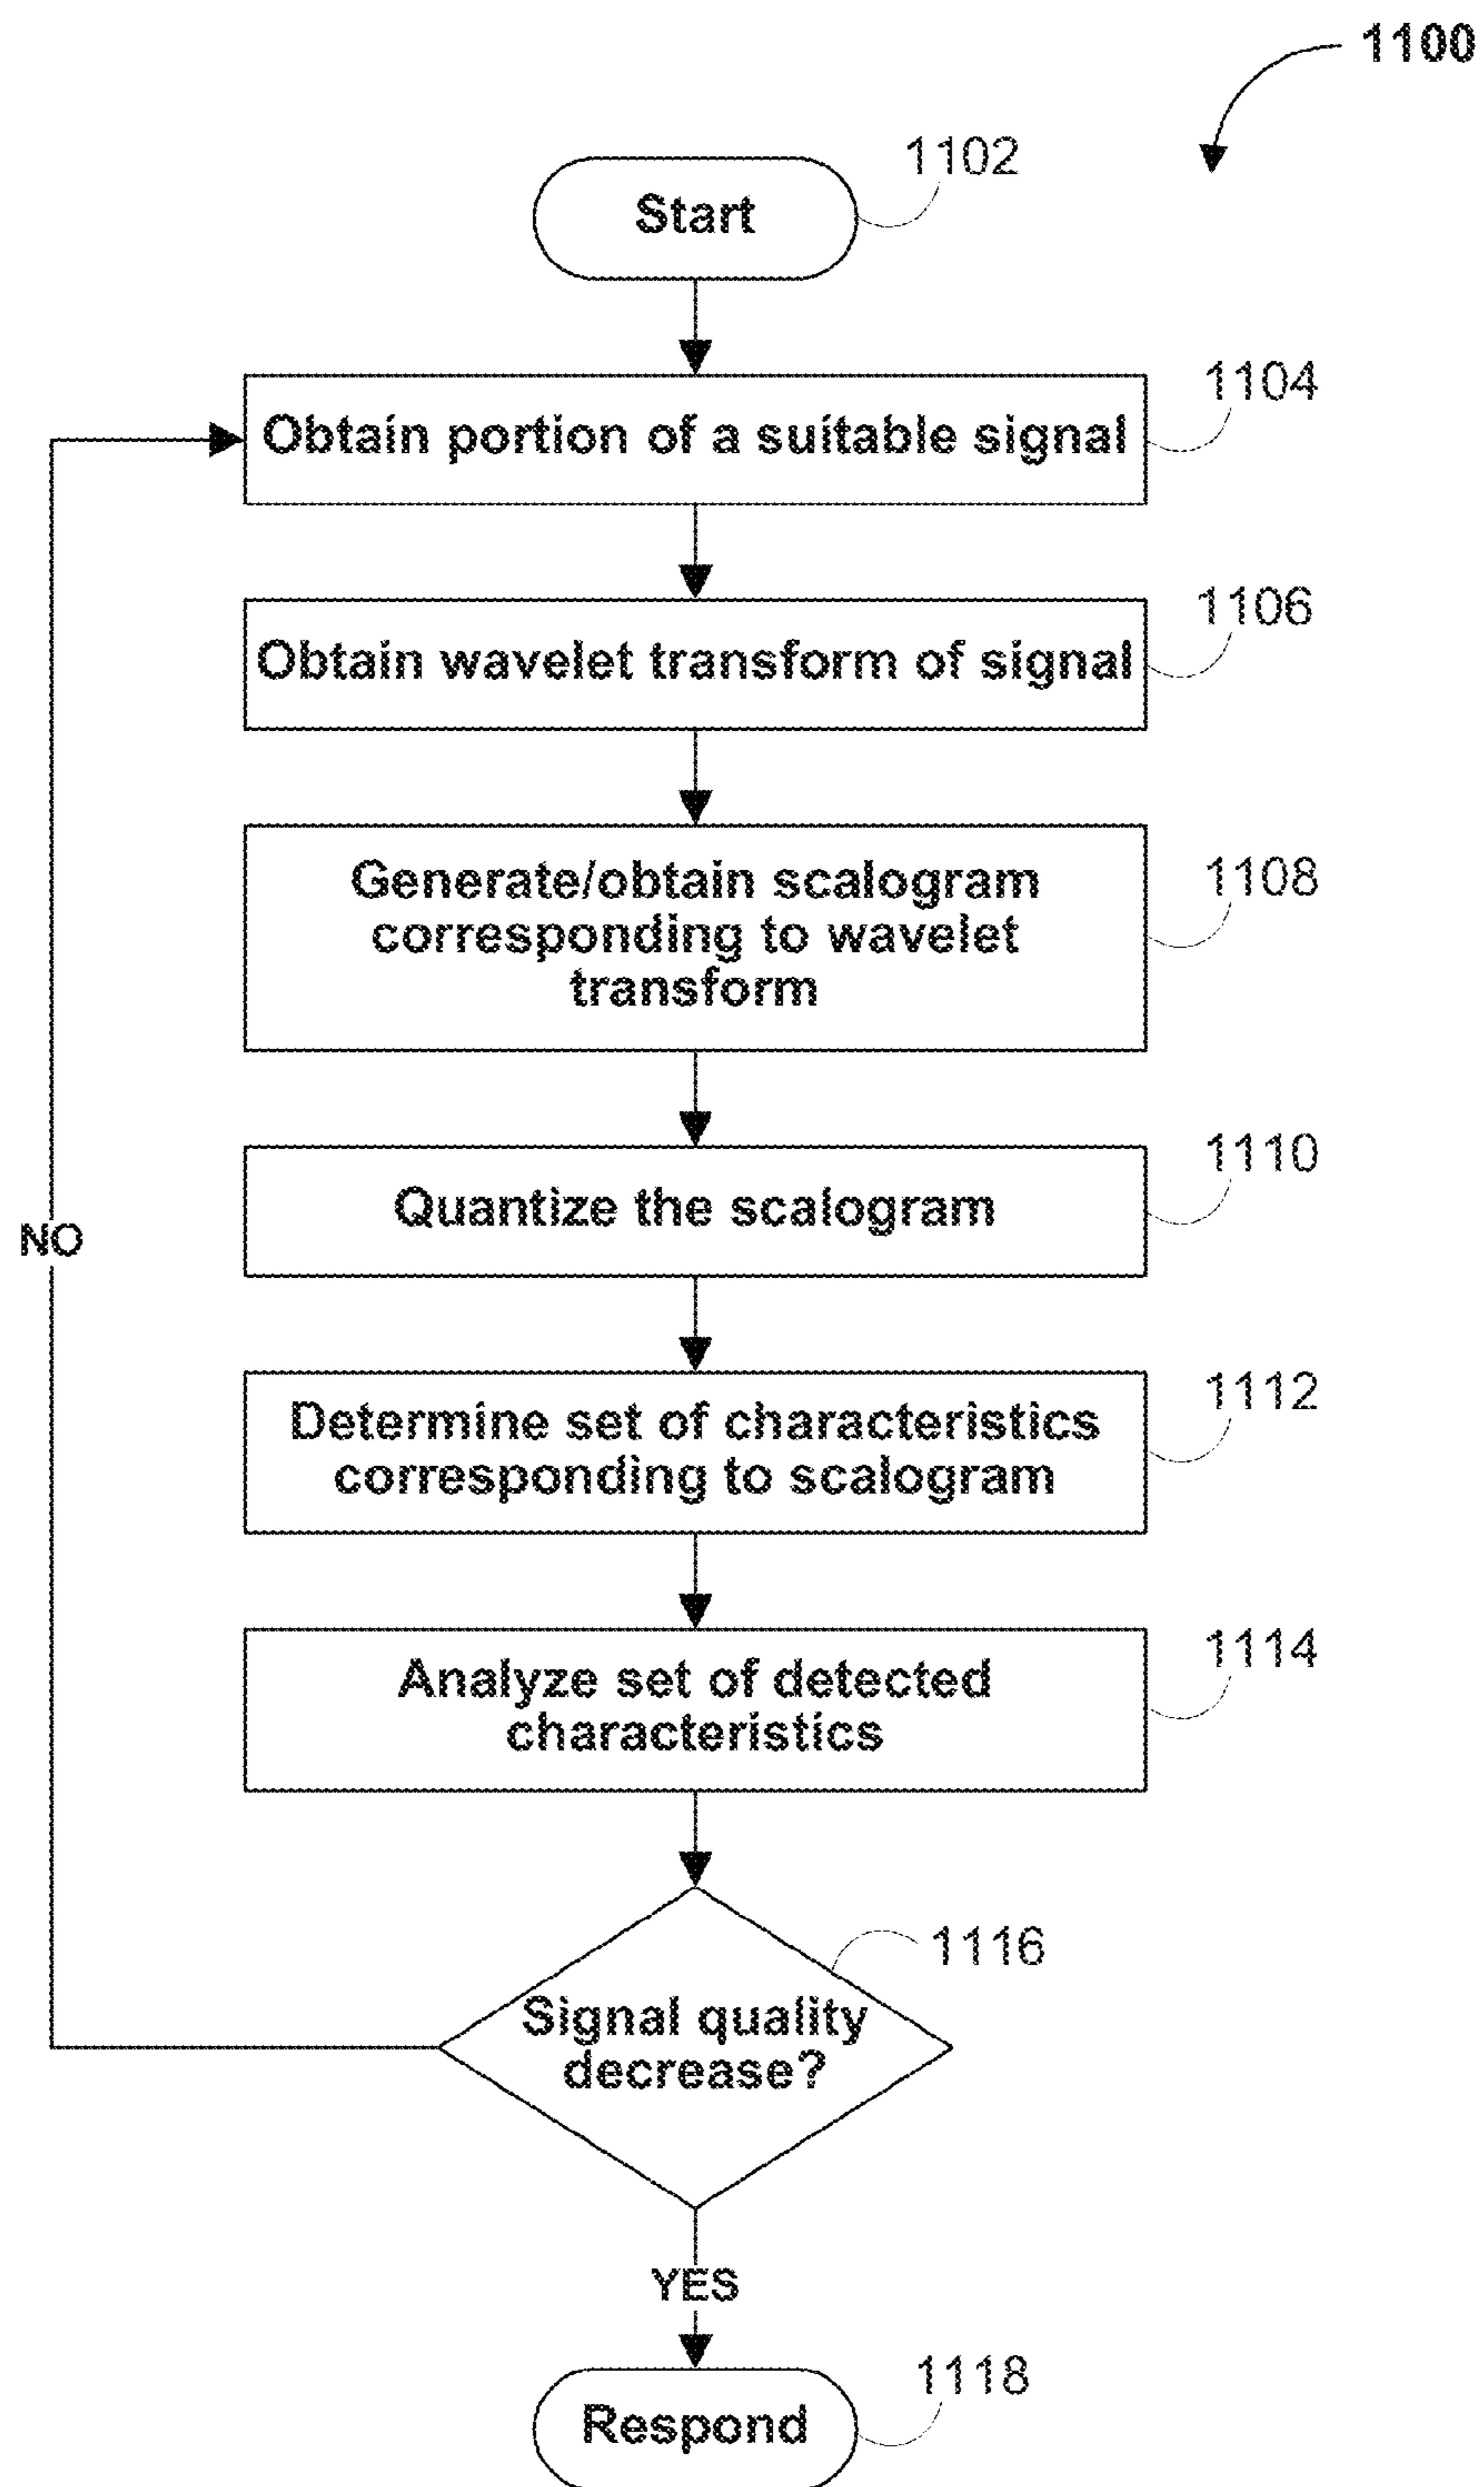 1100
1102
Start
1104
Obtain portion of a suitable signal
1106
Obtain wavelet transform of signal
1108
Generate/obtain scalogram
corresponding to wavelet
transform
1110
Quantize the scalogram
NO
1112
Determine set of characteristics
corresponding to scalogram
1114
Analyze set of detected
characteristics
1116
Signal quality
decrease?
YES
1118
Respond